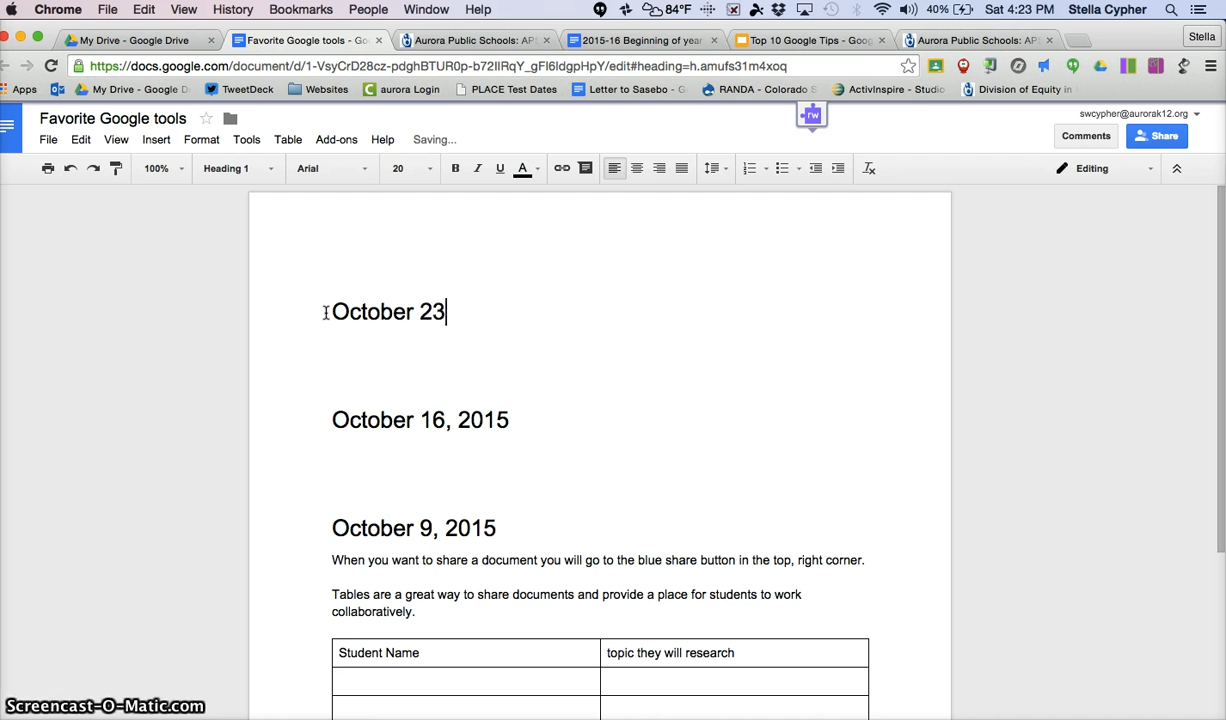 Chrome File Edit View History Bookmarks People Window Help 84°F 40% Sat 4:23 PM Stella Cypher
My Drive - Google Drive × Favorite Google tools - Go × Aurora Public Schools: AP × 2015-16 Beginning of year × Top 10 Google Tips - Goog × Aurora Public Schools: AP × Stella
https://docs.google.com/document/d/1-VsyCrD28cz-pdghBTUR0p-b72IIRqY_gFl6ldgpHpY/edit#heading=h.amufs31m4xoq
Apps My Drive - Google D TweetDeck Websites aurora Login PLACE Test Dates Letter to Sasebo - G RANDA - Colorado S ActivInspire - Studio Division of Equity in
rw
Favorite Google tools swcypher@aurorak12.org
File Edit View Insert Format Tools Table Add-ons Help Saving... Comments Share
100% Heading 1 Arial 20 B I U A Editing
October 23
October 16, 2015
October 9, 2015
When you want to share a document you will go to the blue share button in the top, right corner.
Tables are a great way to share documents and provide a place for students to work
collaboratively.
Student Name topic they will research
Screencast-O-Matic.com